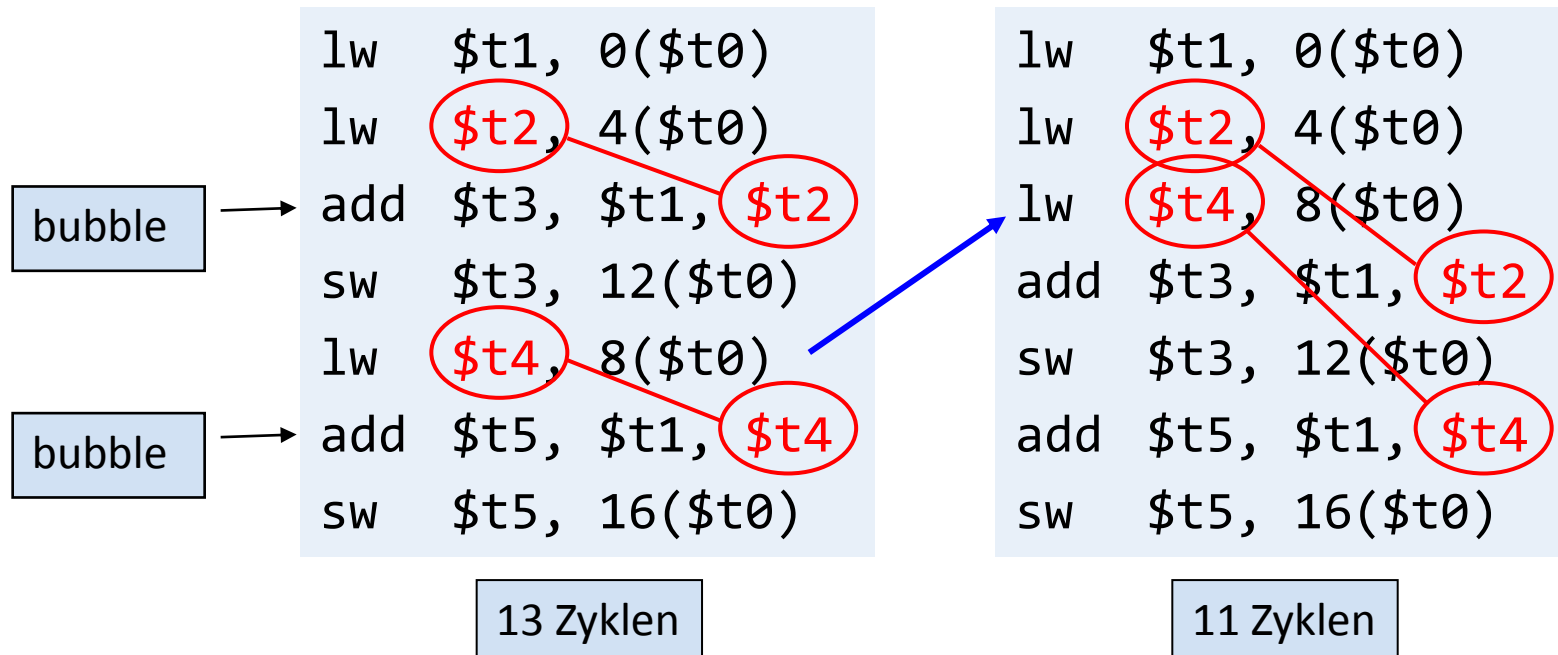 lw $t1, 0($t0)
lw $t2, 4($t0)
add $t3, $t1, $t2
sw $t3, 12($t0)
lw $t4, 8($t0)
add $t5, $t1, $t4
sw $t5, 16($t0)
bubble
bubble
13 Zyklen
lw $t1, 0($t0)
lw $t2, 4($t0)
lw $t4, 8($t0)
add $t3, $t1, $t2
sw $t3, 12($t0)
add $t5, $t1, $t4
sw $t5, 16($t0)
11 Zyklen